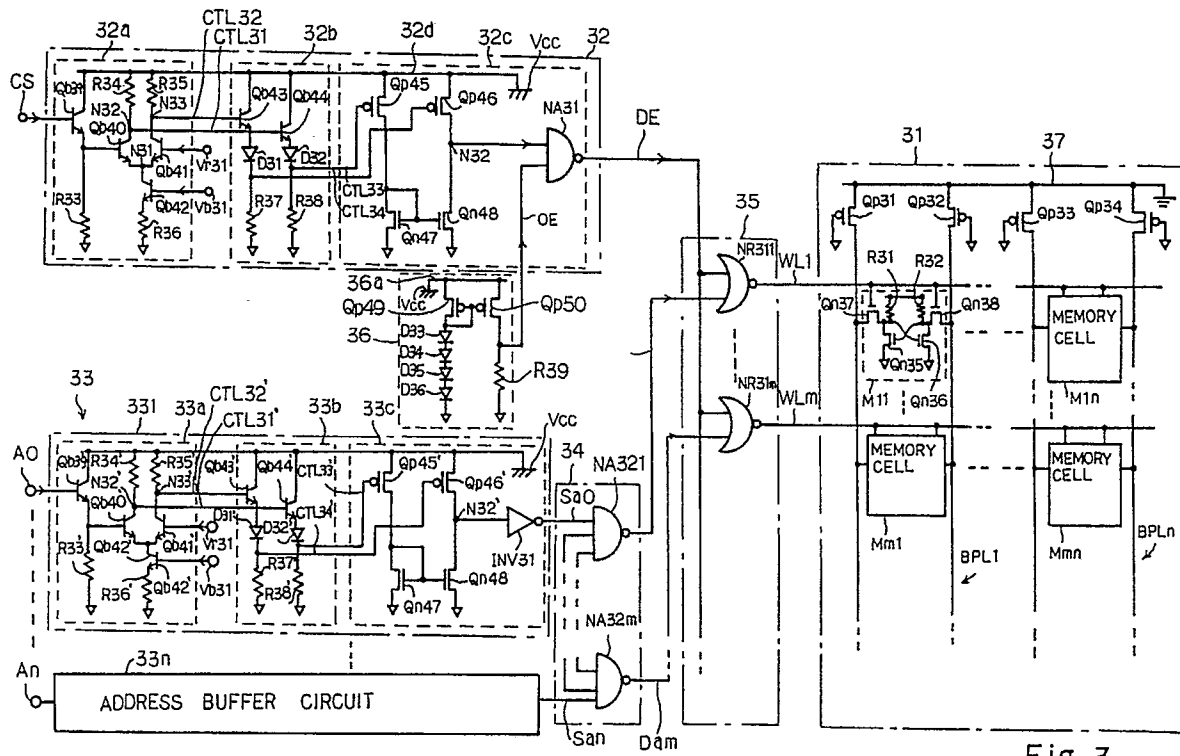 32a
CTL32
CTL31
32b
32d
32c
32
Vcc
CS
Qb39
R34
R35
N33
N32
Qb40
N31
Qb41
Vr31
Qb42
Vb31
R33
R36
Qb43
Qb44
D31
D32
R37
R38
CTL33
CTL34
Qp45
Qp46
N32
Qn47
Qn48
NA31
DE
OE
31
37
Qp31
Qp32
Qp33
Qp34
35
NR311
WL1
R31
R32
Qn37
Qn38
Qn35
Qn36
M11
MEMORY
CELL
M1n
36a
Vcc
Qp49
Qp50
36
D33
D34
D35
D36
R39
NR31m
WLm
MEMORY
CELL
Mm1
MEMORY
CELL
Mmn
BPL1
BPLn
33
331
33a
CTL32'
CTL31'
33b
33c
Vcc
AO
Qb39
R34'
R35
N33'
N32'
Qb40
Qb41'
Qb42'
Vr31
Vb31
R33'
R36'
Qb42'
Qb43'
Qb44'
CTL33'
CTL34
D31'
D32'
R37
R38'
Qp45'
Qp46'
N32'
INV31
Qn47
Qn48
34
Sa0
NA321
NA32m
An
33n
ADDRESS BUFFER CIRCUIT
San
Dam
Fig. 7